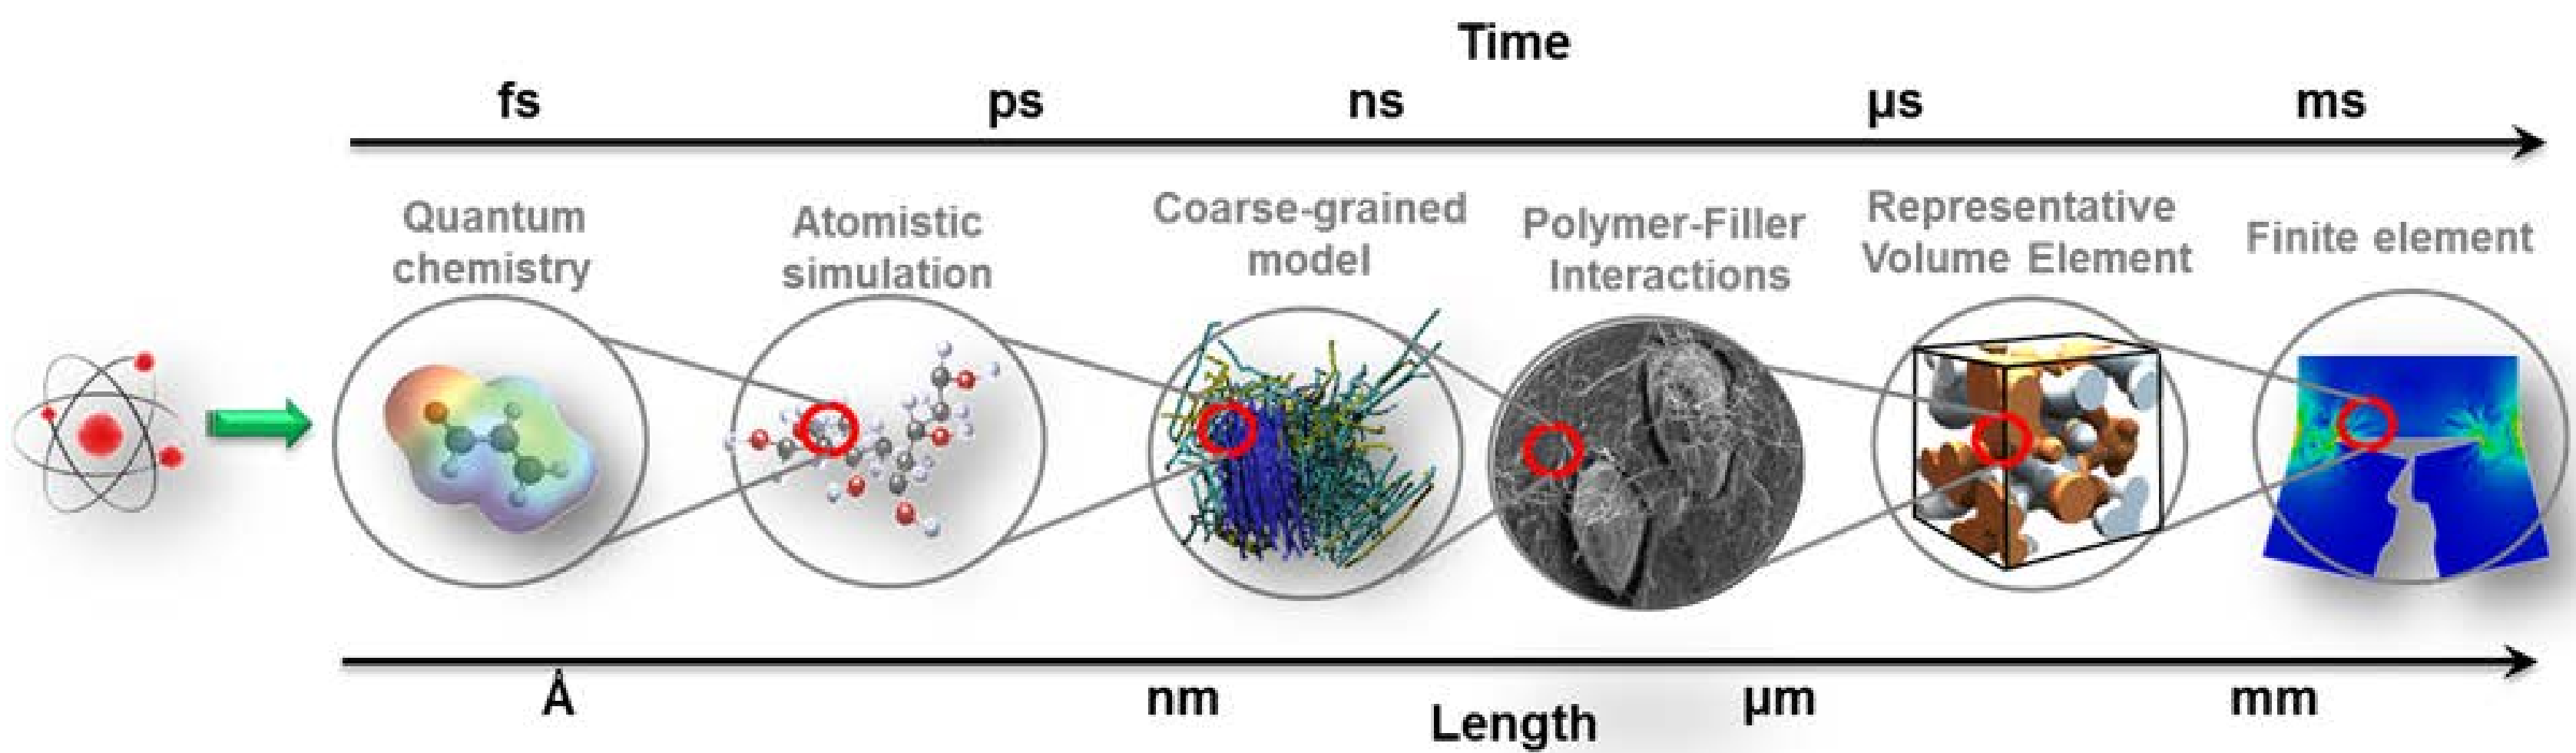 Time
fs ps ns µs ms
Quantum
chemistry
Atomistic
simulation
Coarse-grained
model
Polymer-Filler
Interactions
Representative
Volume Element
Finite element
Å nm µm mm
Length